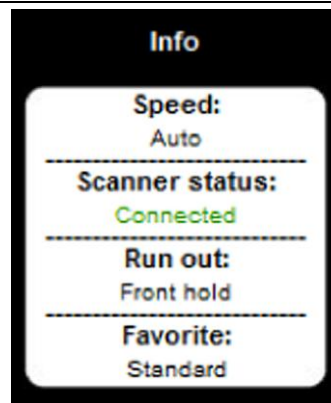 Info
Speed:
Auto
Scanner status:
Connected
Run out:
Front hold
Favorite:
Standard